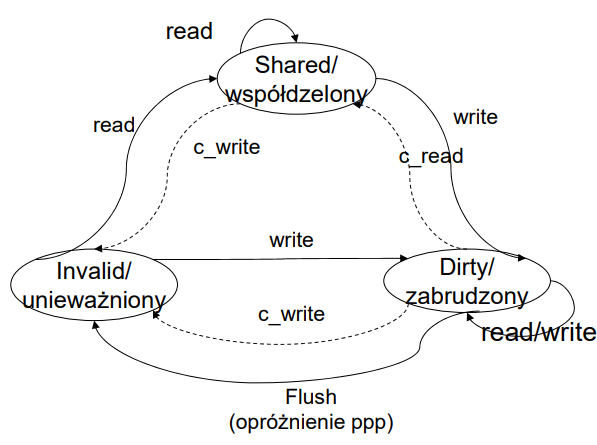 read
Shared/
współdzelony
read
write
c_write
c_read
write
Invalid/
unieważniony
Dirty/
zabrudzony
c_write
read/write
Flush
(opróżnienie ppp)